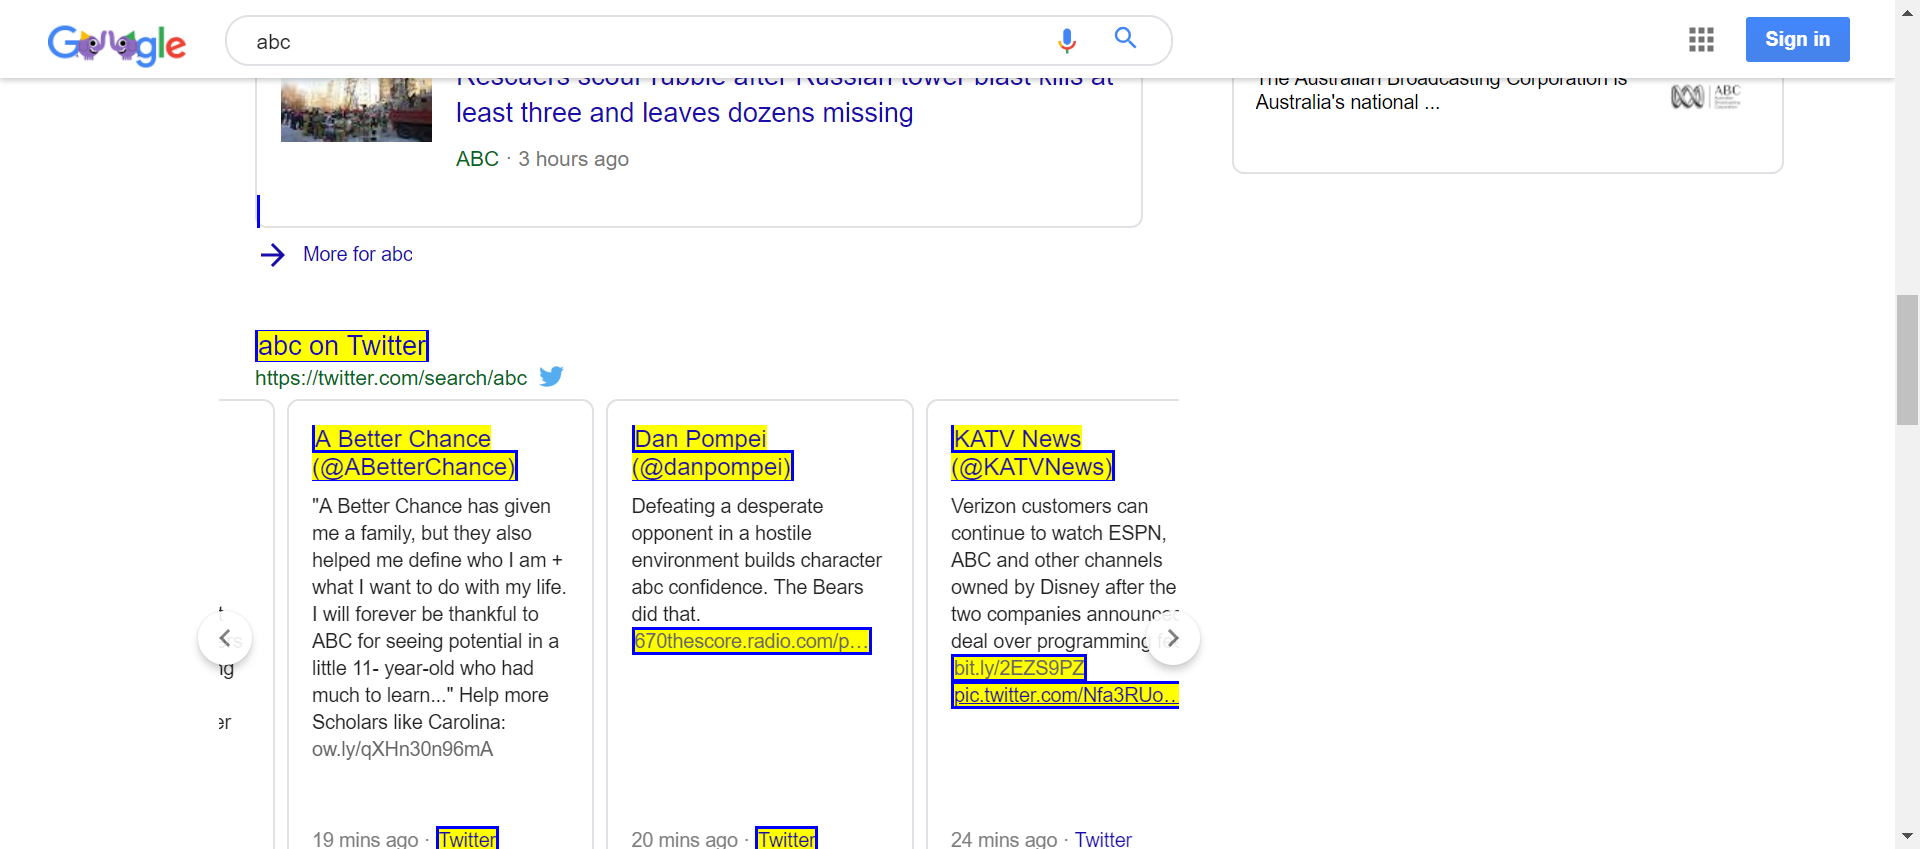 Google
abc
Sign in
Rescuers scour rubble after Russian tower blast kills at
least three and leaves dozens missing
ABC · 3 hours ago
The Australian Broadcasting Corporation is
Australia's national ...
ABC
More for abc
abc on Twitter
https://twitter.com/search/abc
A Better Chance
(@ABetterChance)
"A Better Chance has given
me a family, but they also
helped me define who I am +
what I want to do with my life.
I will forever be thankful to
ABC for seeing potential in a
little 11- year-old who had
much to learn..." Help more
Scholars like Carolina:
ow.ly/qXHn30n96mA
19 mins ago · Twitter
Dan Pompei
(@danpompei)
Defeating a desperate
opponent in a hostile
environment builds character
abc confidence. The Bears
did that.
670thescore.radio.com/p...
20 mins ago · Twitter
KATV News
(@KATVNews)
Verizon customers can
continue to watch ESPN,
ABC and other channels
owned by Disney after the
two companies announced
deal over programming
bit.ly/2EZS9PZ
pic.twitter.com/Nfa3RUo...
24 mins ago · Twitter